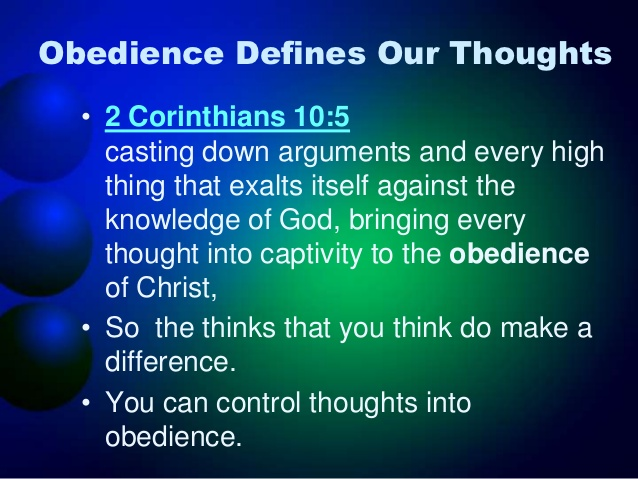 Obedience Defines Our Thoughts
• 2 Corinthians 10:5
casting down arguments and every high
thing that exalts itself against the
knowledge of God, bringing every
thought into captivity to the obedience
of Christ,
• So the thinks that you think do make a
difference.
• You can control thoughts into
obedience.